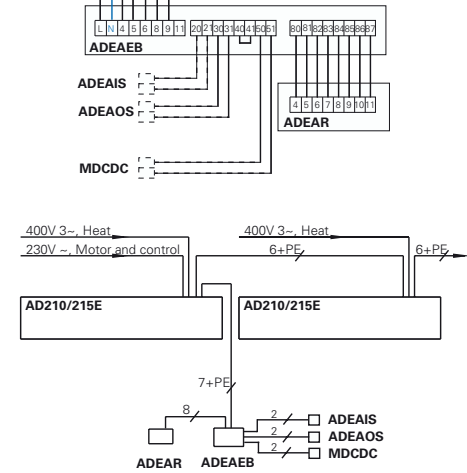 L N 4 5 6 8 9 11 20 21 30 31 40 41 50 51 80 81 82 83 84 85 86 87
ADEAEB
ADEAIS
ADEAOS
4 5 6 7 8 9 10 11
ADEAR
MDCDC
400V 3~, Heat
400V 3~, Heat
230V ~, Motor and control
6+PE
6+PE
AD210/215E
AD210/215E
7+PE
8
2
ADEAIS
2
ADEAOS
2
MDCDC
ADEAR
ADEAEB